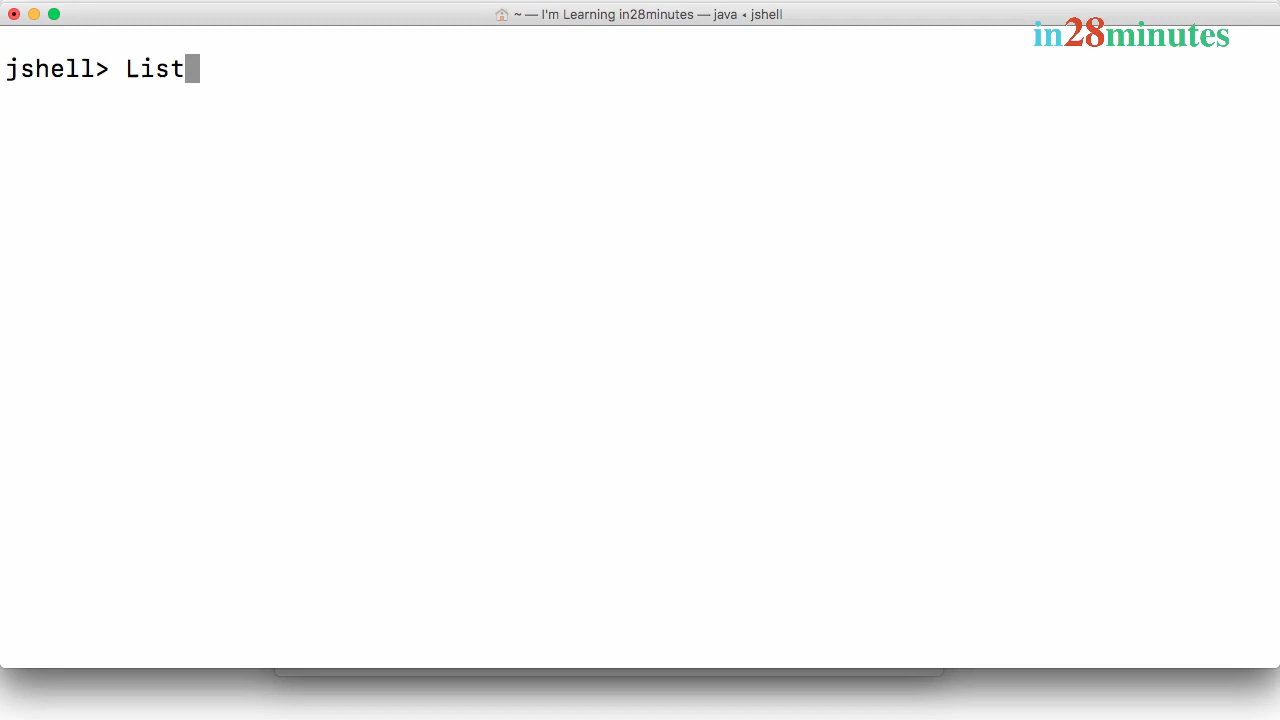 ~ — I'm Learning in28minutes — java ◂ jshell
in28minutes
jshell> List